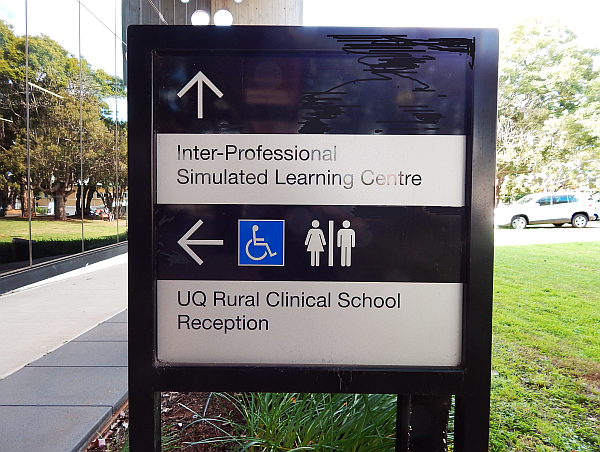 Inter-Professional
Simulated Learning Centre
UQ Rural Clinical School
Reception